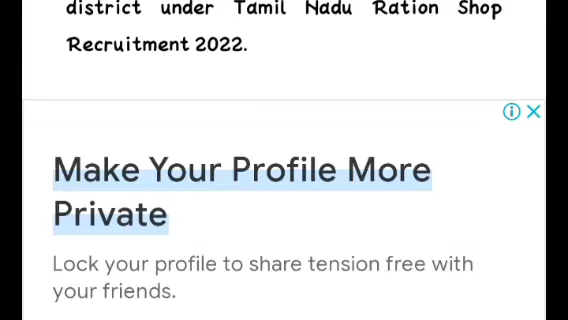 district under Tamil Nadu Ration Shop
Recruitment 2022.
Make Your Profile More
Private
Lock your profile to share tension free with
your friends.